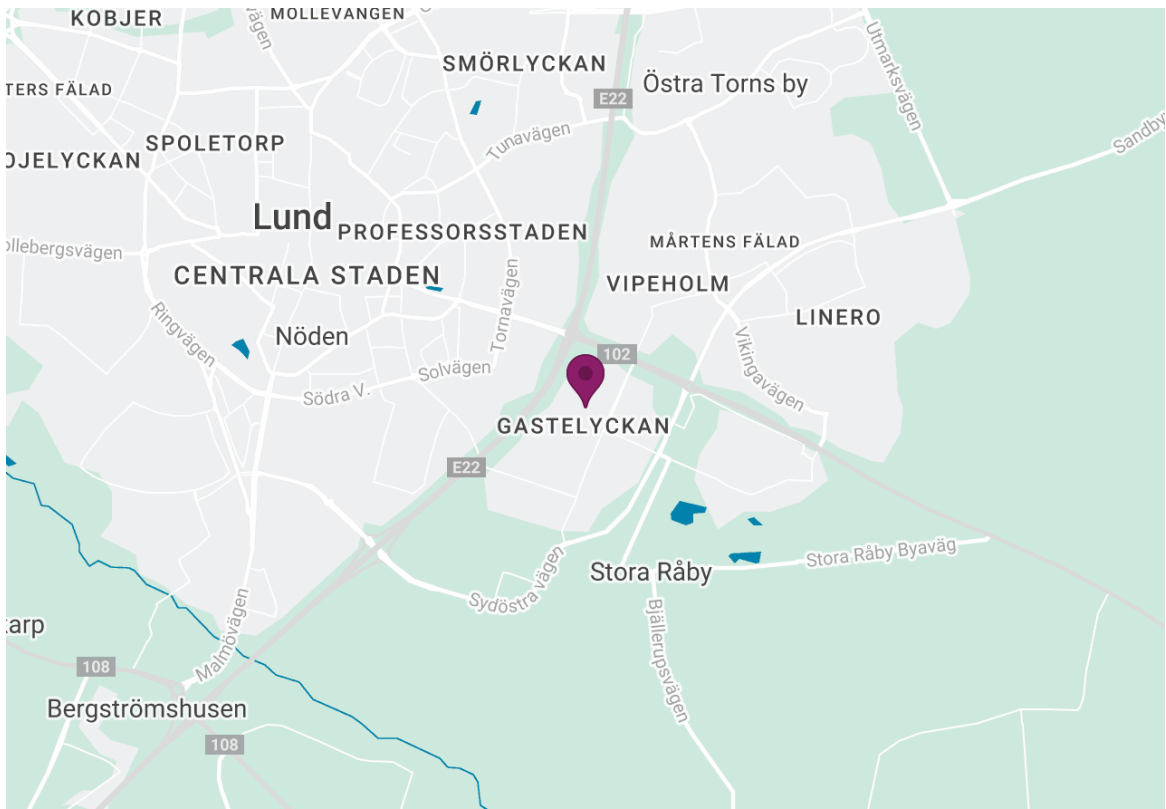 KOBJER
MOLLEVANGEN
SMÖRLYCKAN
Östra Torns by
Utmarksvägen
TERS FÄLAD
E22
Tunavägen
Sandby
SPOLETORP
OJELYCKAN
Lund
PROFESSORSSTADEN
MÅRTENS FÄLAD
ollebergsvägen
CENTRALA STADEN
VIPEHOLM
Tornavägen
LINERO
Ringvägen
Nöden
102
Vikingavägen
Solvägen
Södra V.
GASTELYCKAN
E22
Stora Råby Byaväg
Stora Råby
Sydöstra vägen
Malmövägen
Bjällerupsvägen
arp
108
Bergströmshusen
108